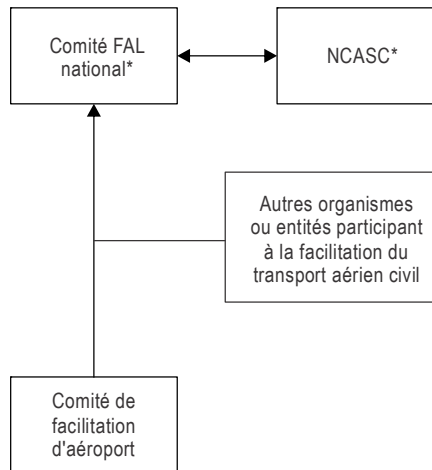 Comité FAL
national*
NCASC*
Autres organismes
ou entités participant
à la facilitation du
transport aérien civil
Comité de
facilitation
d'aéroport